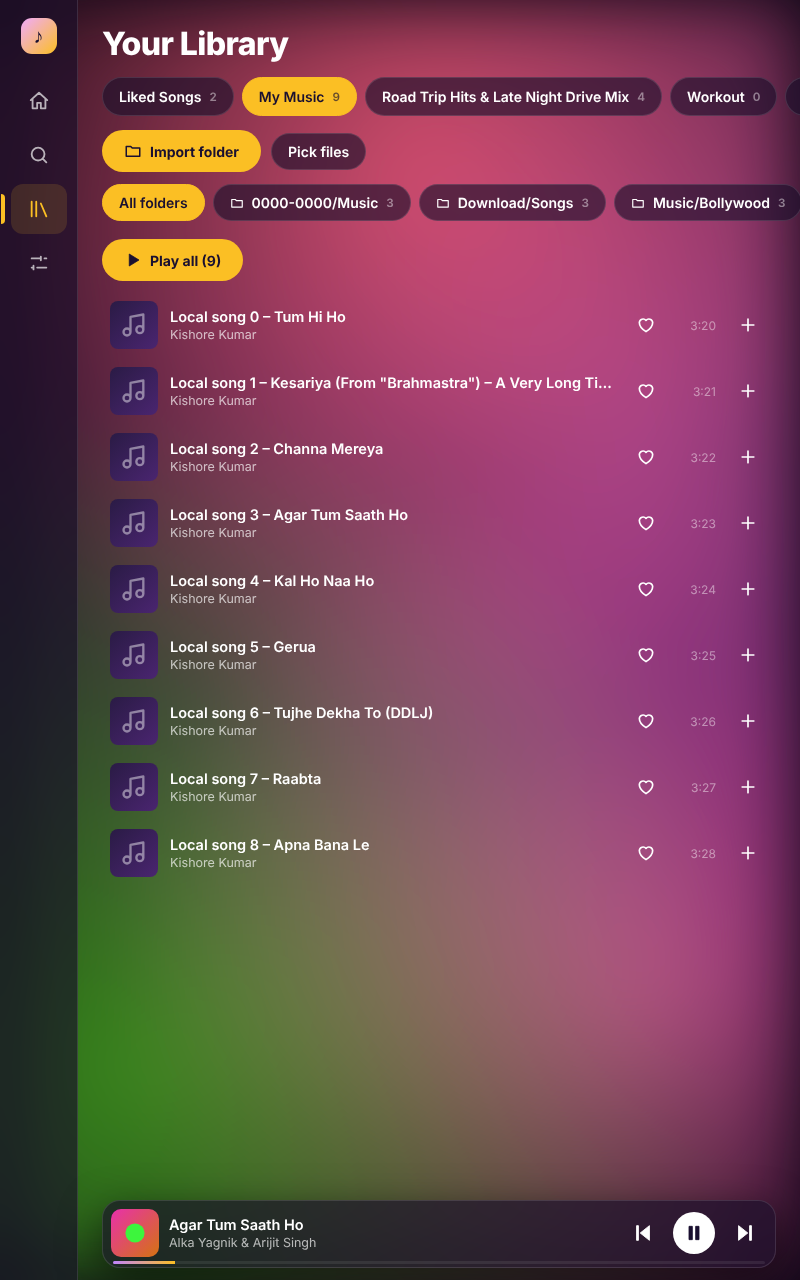 Your Library
Liked Songs 2 My Music 9 Road Trip Hits & Late Night Drive Mix 4 Workout 0
Import folder Pick files
All folders 0000-0000/Music 3 Download/Songs 3 Music/Bollywood 3
Play all (9)
Local song 0 – Tum Hi Ho
Kishore Kumar
3:20
Local song 1 – Kesariya (From "Brahmastra") – A Very Long Ti...
Kishore Kumar
3:21
Local song 2 – Channa Mereya
Kishore Kumar
3:22
Local song 3 – Agar Tum Saath Ho
Kishore Kumar
3:23
Local song 4 – Kal Ho Naa Ho
Kishore Kumar
3:24
Local song 5 – Gerua
Kishore Kumar
3:25
Local song 6 – Tujhe Dekha To (DDLJ)
Kishore Kumar
3:26
Local song 7 – Raabta
Kishore Kumar
3:27
Local song 8 – Apna Bana Le
Kishore Kumar
3:28
Agar Tum Saath Ho
Alka Yagnik & Arijit Singh